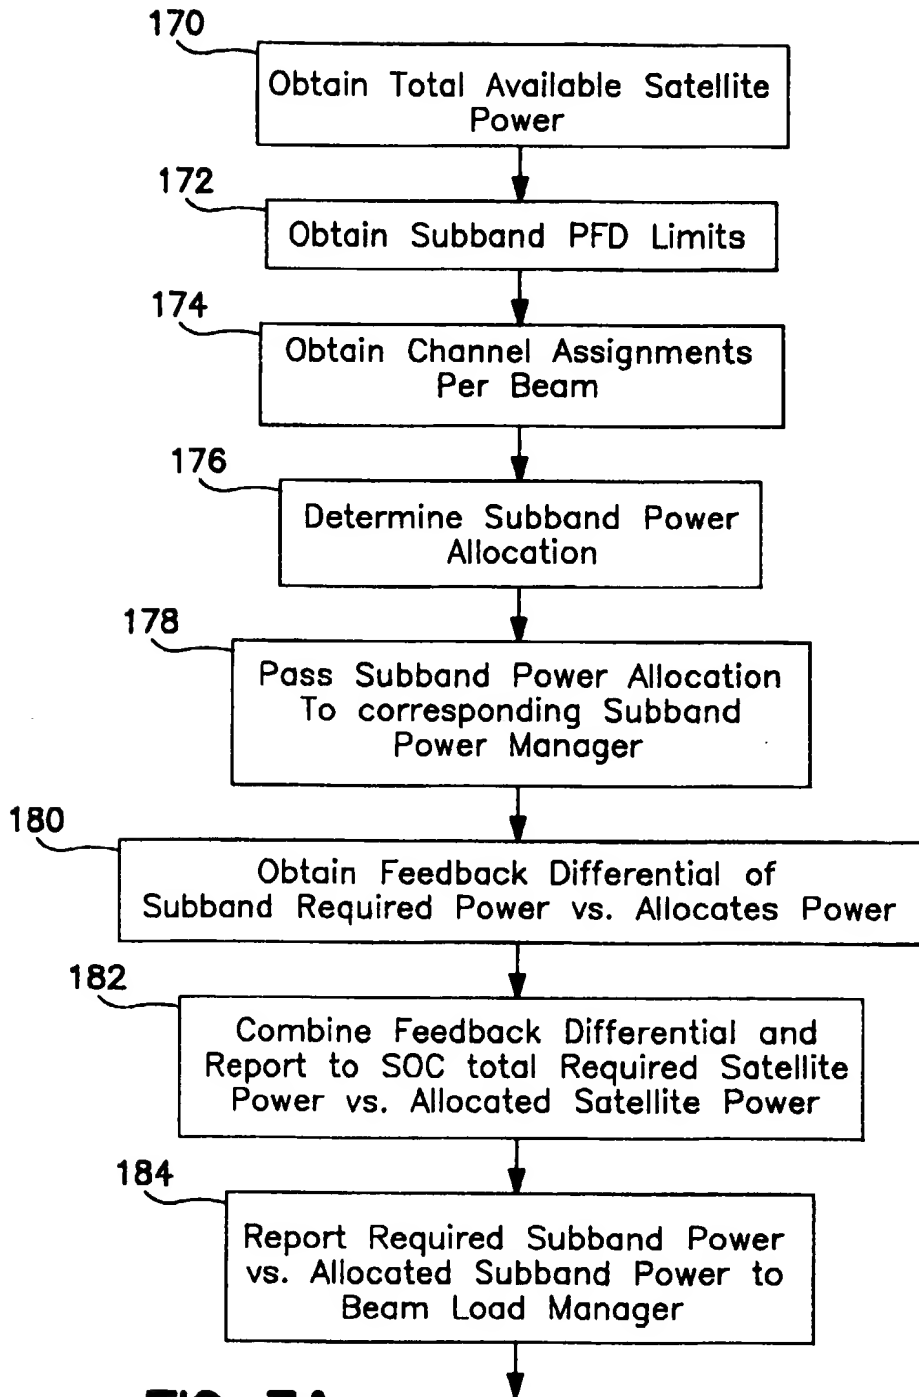 170
Obtain Total Available Satellite
Power
172
Obtain Subband PFD Limits
174
Obtain Channel Assignments
Per Beam
176
Determine Subband Power
Allocation
178
Pass Subband Power Allocation
To corresponding Subband
Power Manager
180
Obtain Feedback Differential of
Subband Required Power vs. Allocates Power
182
Combine Feedback Differential and
Report to SOC total Required Satellite
Power vs. Allocated Satellite Power
184
Report Required Subband Power
vs. Allocated Subband Power to
Beam Load Manager